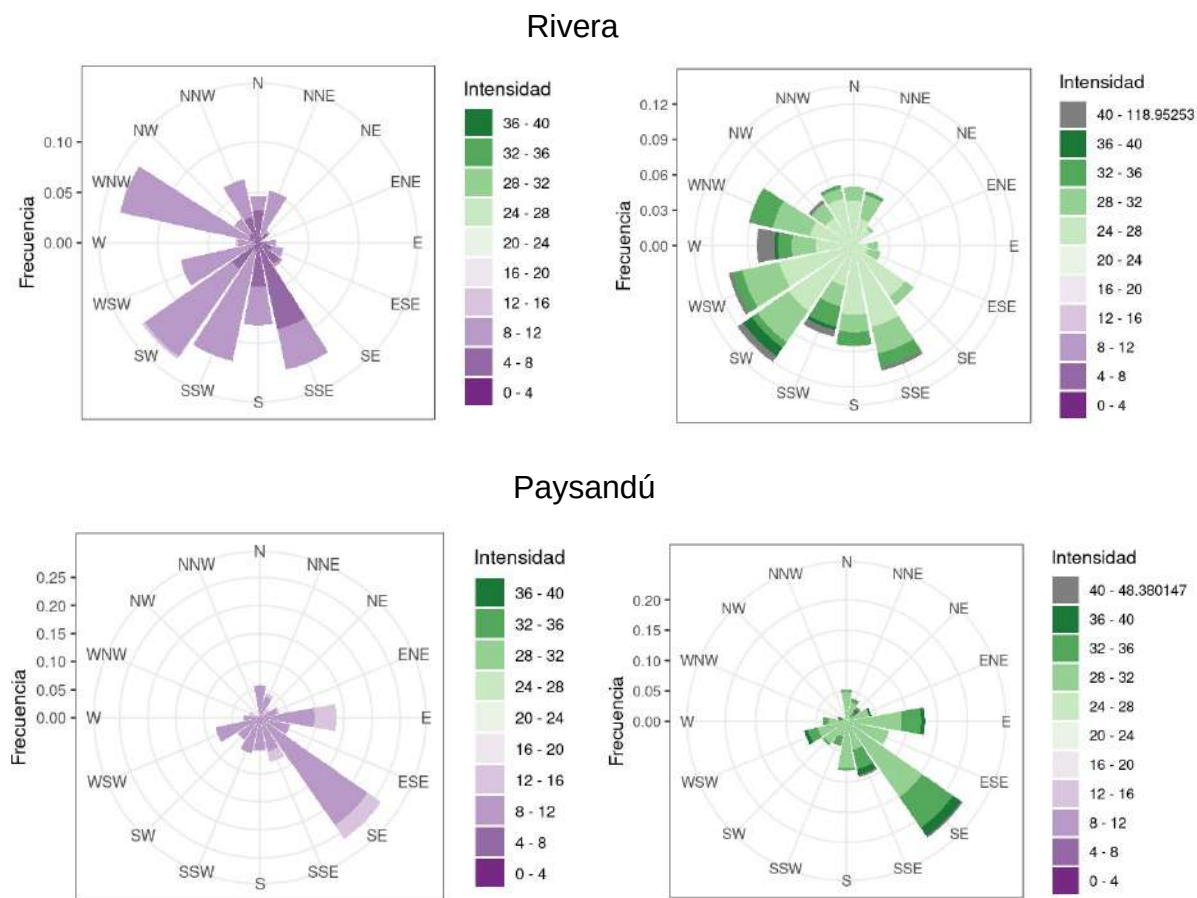 Rivera
N
NNE
NE
ENE
E
ESE
SE
SSE
S
SSW
SW
WSW
W
WNW
NW
NNW
0.10
0.05
0.00
Frecuencia
Intensidad
36 - 40
32 - 36
28 - 32
24 - 28
20 - 24
16 - 20
12 - 16
8 - 12
4 - 8
0 - 4
N
NNE
NE
ENE
E
ESE
SE
SSE
S
SSW
SW
WSW
W
WNW
NW
NNW
0.12
0.09
0.06
0.03
0.00
Frecuencia
Intensidad
40 - 118.95253
36 - 40
32 - 36
28 - 32
24 - 28
20 - 24
16 - 20
12 - 16
8 - 12
4 - 8
0 - 4
Paysandú
N
NNE
NE
ENE
E
ESE
SE
SSE
S
SSW
SW
WSW
W
WNW
NW
NNW
0.25
0.20
0.15
0.10
0.05
0.00
Frecuencia
Intensidad
36 - 40
32 - 36
28 - 32
24 - 28
20 - 24
16 - 20
12 - 16
8 - 12
4 - 8
0 - 4
N
NNE
NE
ENE
E
ESE
SE
SSE
S
SSW
SW
WSW
W
WNW
NW
NNW
0.20
0.15
0.10
0.05
0.00
Frecuencia
Intensidad
40 - 48.380147
36 - 40
32 - 36
28 - 32
24 - 28
20 - 24
16 - 20
12 - 16
8 - 12
4 - 8
0 - 4